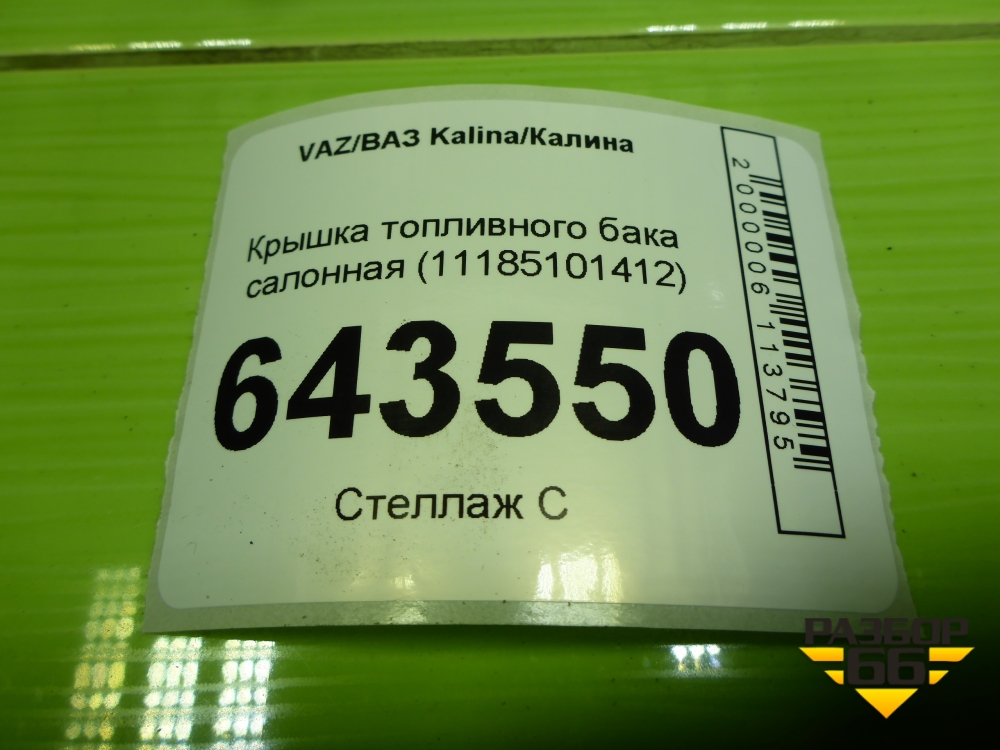 VAZ/ВАЗ Kalina/Калина
Крышка топливного бака
салонная (11185101412)
643550
Стеллаж С
2000006113795
РАЗБОР
66